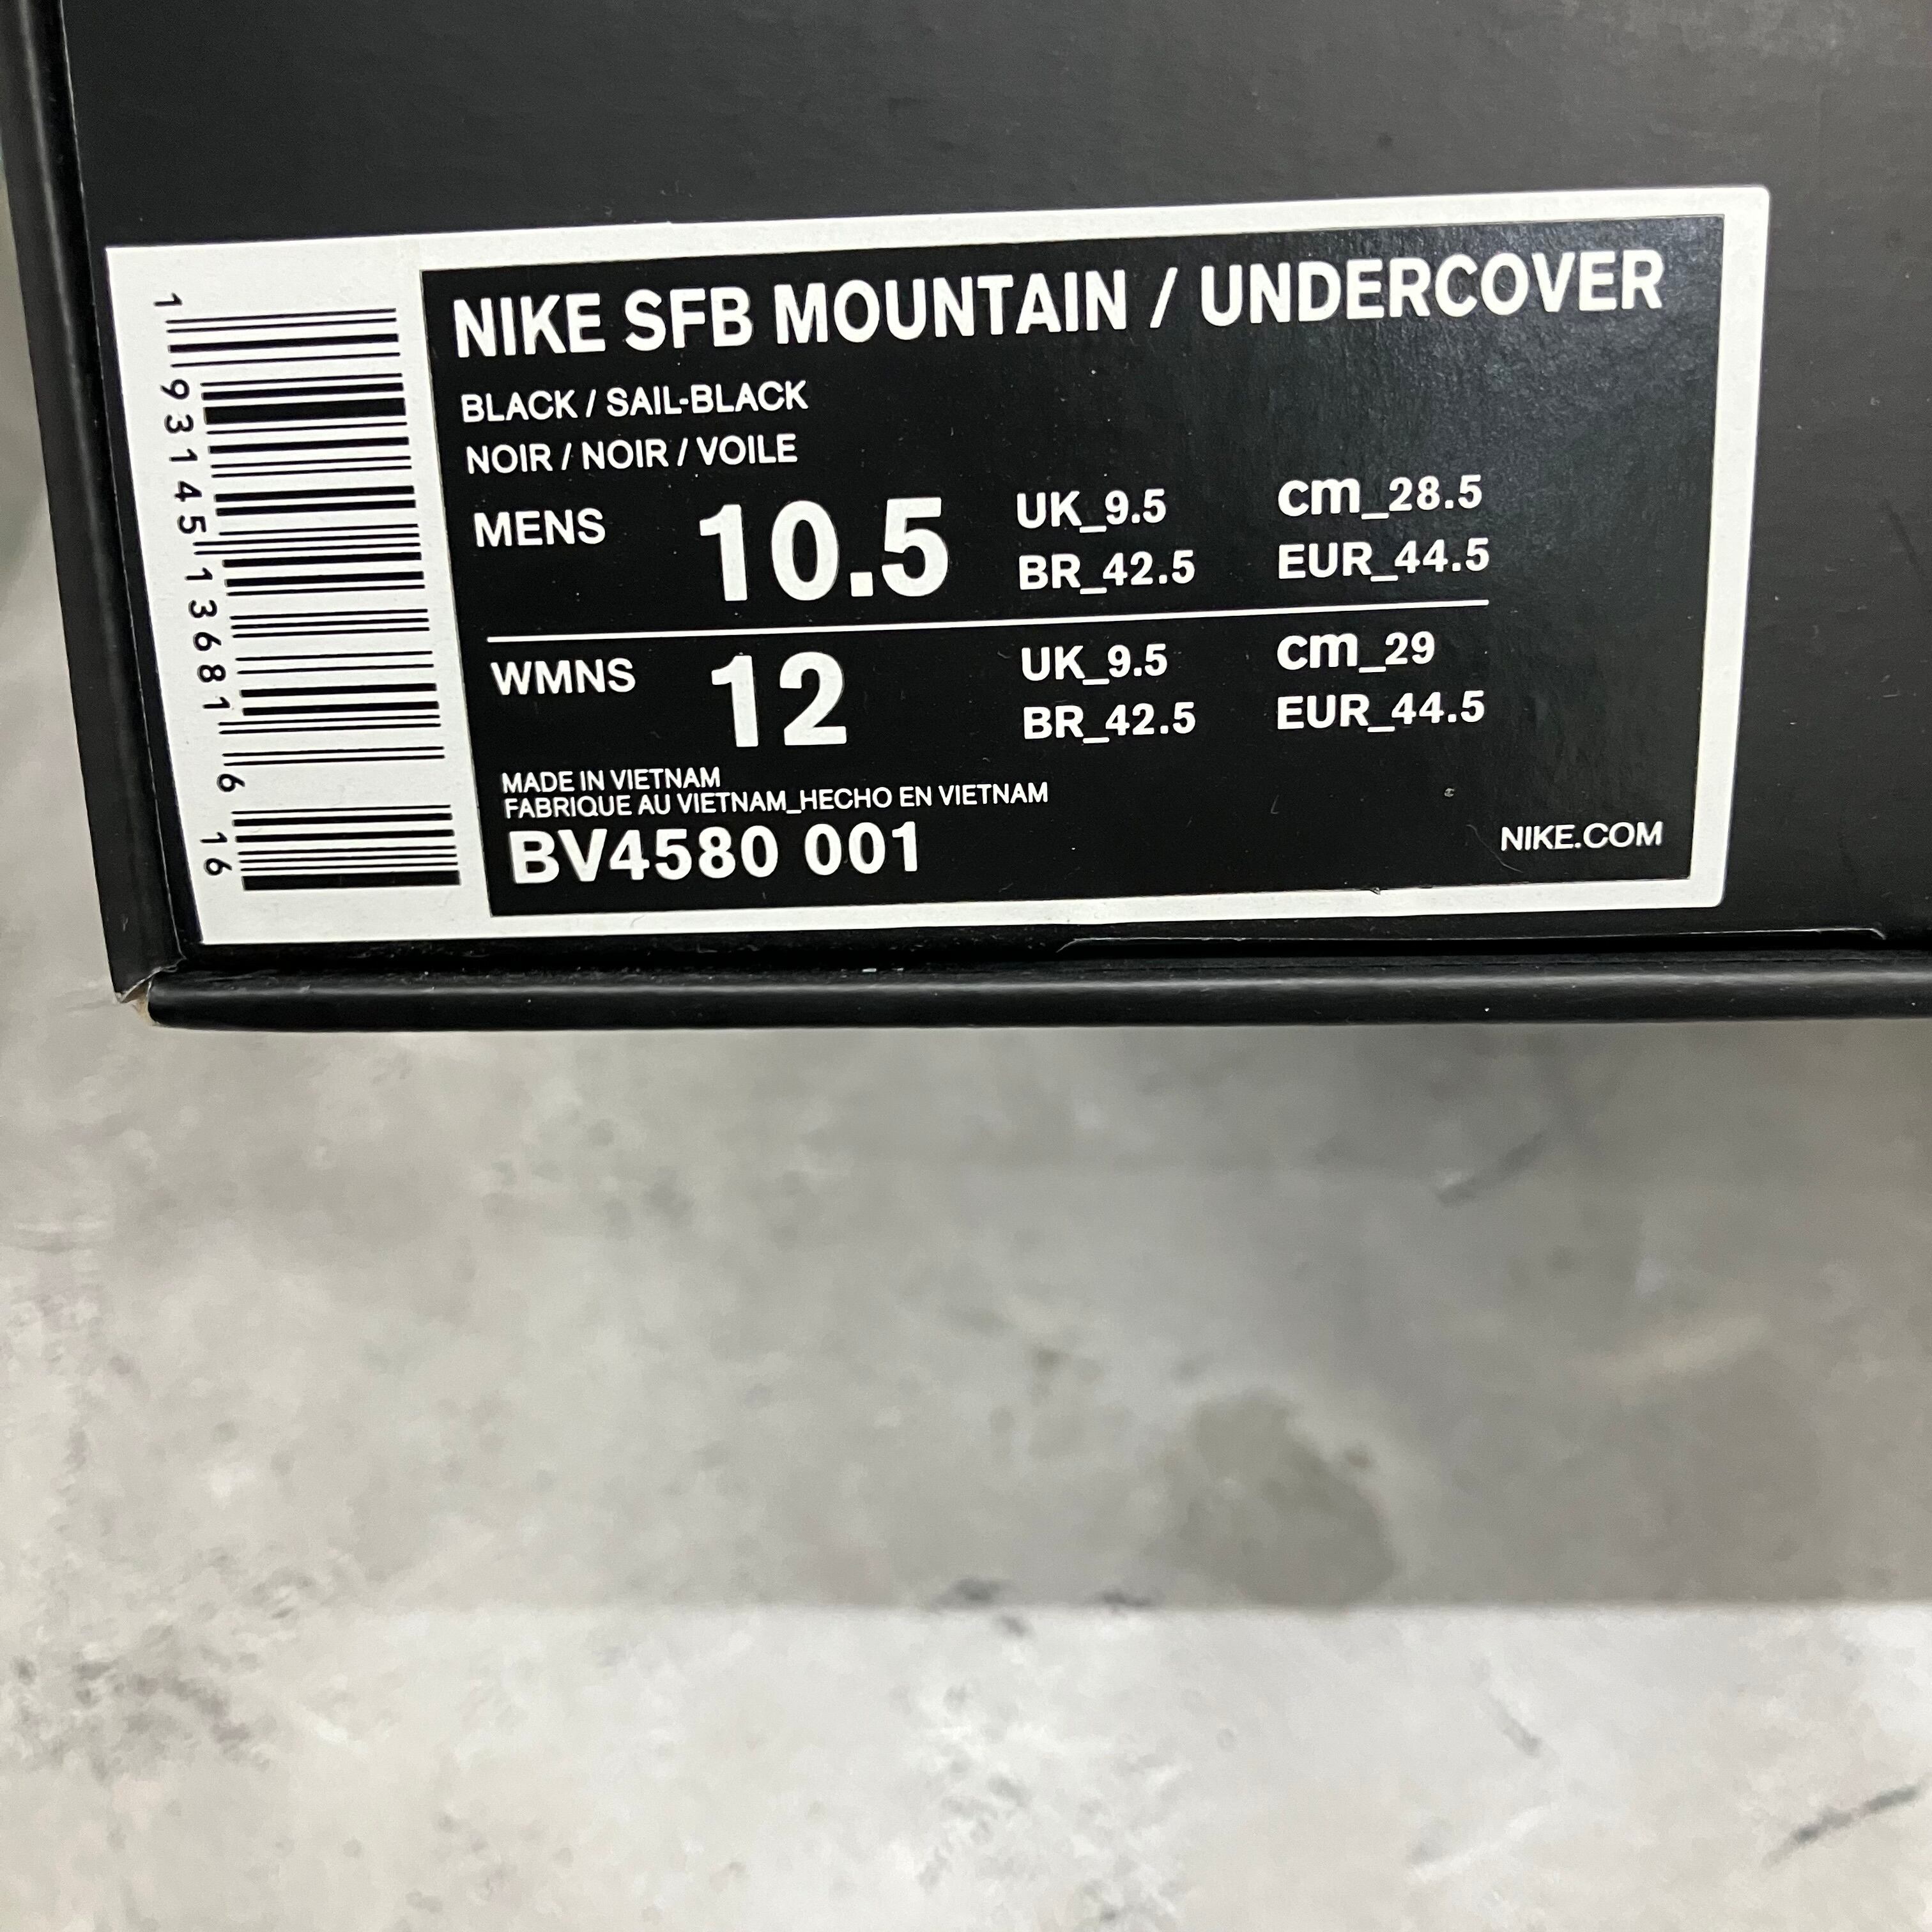 NIKE SFB MOUNTAIN / UNDERCOVER
BLACK / SAIL-BLACK
NOIR / NOIR / VOILE
MENS 10.5 UK_9.5 cm_28.5
BR_42.5 EUR_44.5
WMNS 12 UK_9.5 cm_29
BR_42.5 EUR_44.5
MADE IN VIETNAM
FABRIQUE AU VIETNAM_HECHO EN VIETNAM
BV4580 001
NIKE.COM
1 93145 13681 6 16